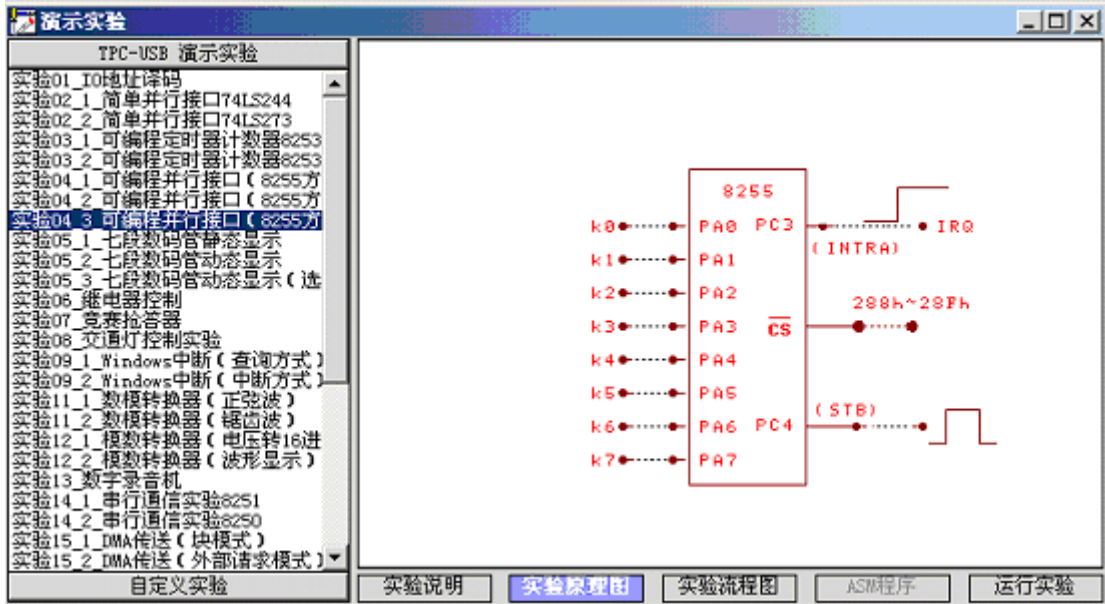 演示实验
TPC-USB 演示实验
实验01_IO地址译码
实验02_1_简单并行接口74LS244
实验02_2_简单并行接口74LS273
实验03_1_可编程定时器计数器8253
实验03_2_可编程定时器计数器8253
实验04_1_可编程并行接口(8255方
实验04_2_可编程并行接口(8255方
实验04_3_可编程并行接口(8255方
实验05_1_七段数码管静态显示
实验05_2_七段数码管动态显示
实验05_3_七段数码管动态显示(选
实验06_继电器控制
实验07_竞赛抢答器
实验08_交通灯控制实验
实验09_1_Windows中断(查询方式)
实验09_2_Windows中断(中断方式)
实验11_1_数模转换器(正弦波)
实验11_2_数模转换器(锯齿波)
实验12_1_模数转换器(电压转16进
实验12_2_模数转换器(波形显示)
实验13_数字录音机
实验14_1_串行通信实验8251
实验14_2_串行通信实验8250
实验15_1_DMA传送(块模式)
实验15_2_DMA传送(外部请求模式)
自定义实验
8255
k0 PA0 PC3 IRQ
(INTRA)
k1 PA1
k2 PA2 288h~28Fh
k3 PA3 CS
k4 PA4
k5 PA5
(STB)
k6 PA6 PC4
k7 PA7
实验说明 实验原理图 实验流程图 ASM程序 运行实验